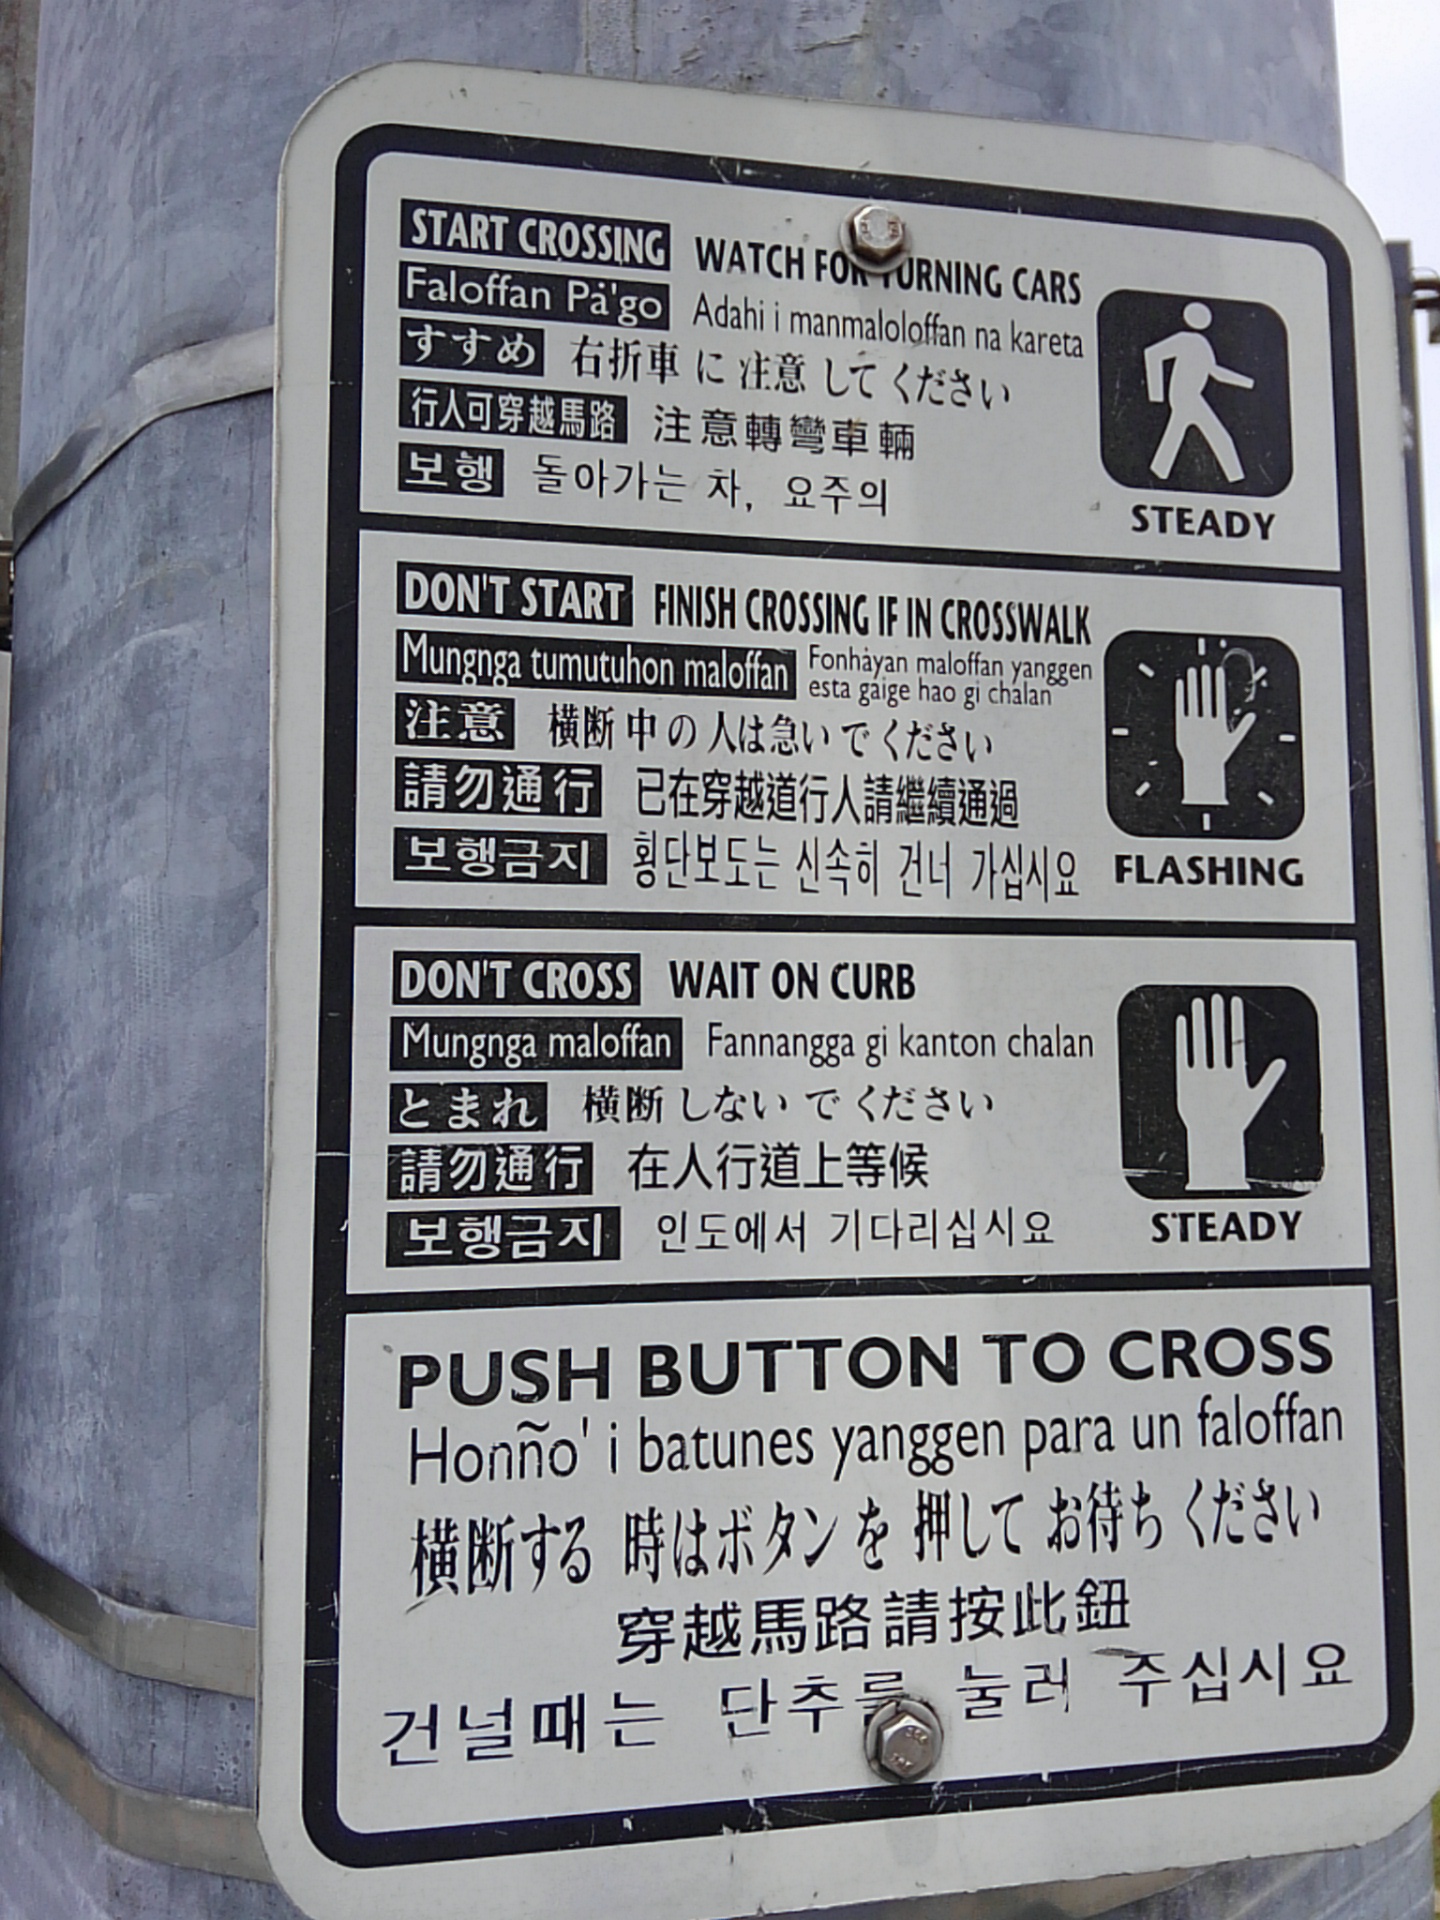 START CROSSING WATCH FOR TURNING CARS
Faloffan På'go Adahi i manmaloloffan na kareta
すすめ 右折車 に 注意 して ください
行人可穿越馬路 注意轉彎車輛
보행 돌아가는 차, 요주의
STEADY
DON'T START FINISH CROSSING IF IN CROSSWALK
Mungnga tumutuhon maloffan Fonhåyan maloffan yanggen
esta gaige hao gi chalan
注意 横断 中 の 人は急い で ください
請勿通行 已在穿越道行人請繼續通過
보행금지 횡단보도는 신속히 건너 가십시요
FLASHING
DON'T CROSS WAIT ON CURB
Mungnga maloffan Fannangga gi kanton chalan
とまれ 横断 しない で ください
請勿通行 在人行道上等候
보행금지 인도에서 기다리십시요
STEADY
PUSH BUTTON TO CROSS
Honño' i batunes yanggen para un faloffan
横断する 時はボタン を 押して お待ち ください
穿越馬路請按此鈕
건널때는 단추를 눌러 주십시요